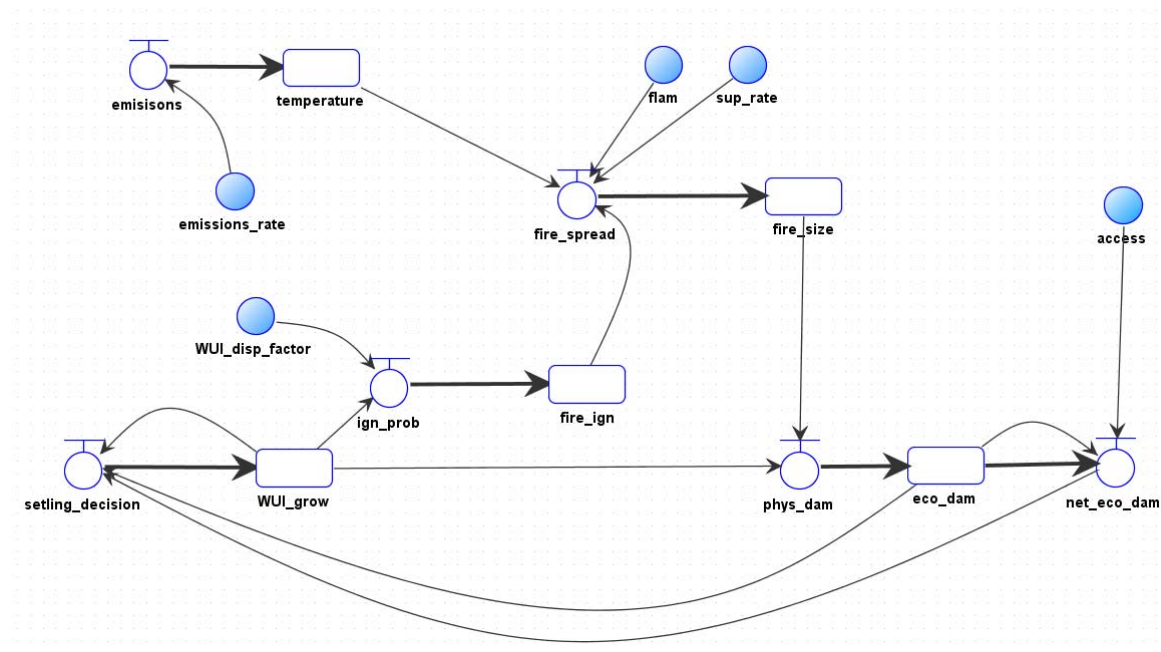 emisisons
temperature
flam
sup_rate
emissions_rate
fire_spread
fire_size
access
WUI_disp_factor
ign_prob
fire_ign
setling_decision
WUI_grow
phys_dam
eco_dam
net_eco_dam